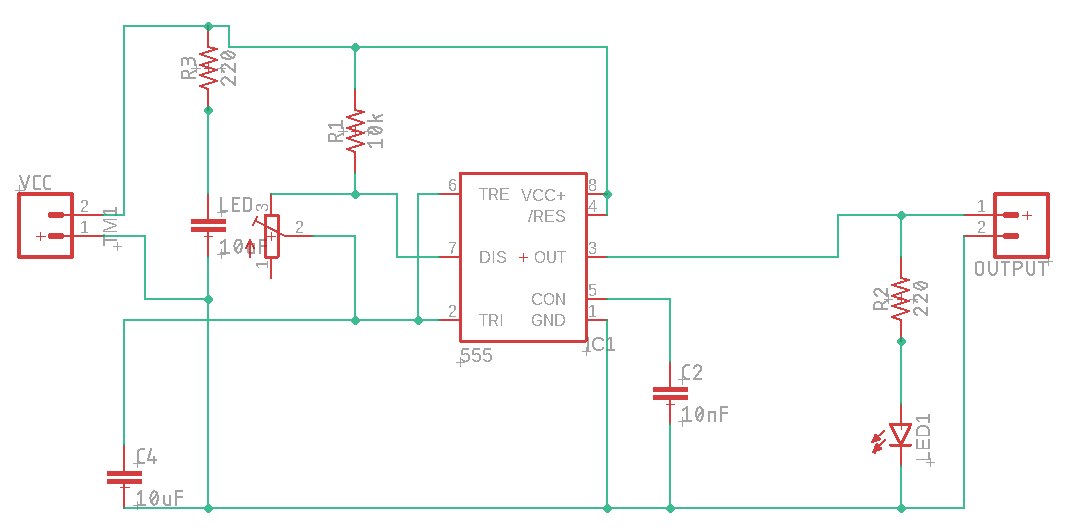 R3
220
R1
10k
VCC
2
1
TM1
LED
10uF
3
2
1
6
TRE
VCC+
8
/RES
4
7
DIS
+ OUT
3
CON
5
2
TRI
GND
1
555
IC1
1
2
+
+
OUTPUT
R2
220
C2
10nF
LED1
C4
10uF